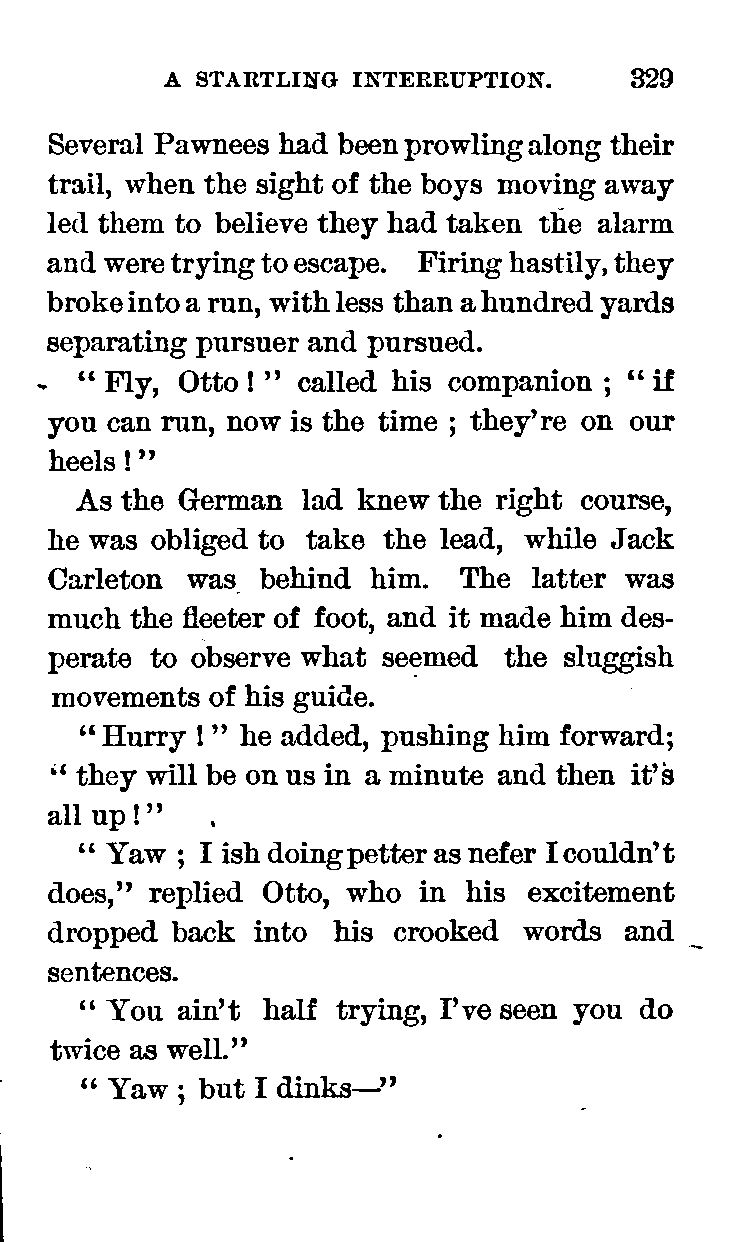 A STARTLING INTERRUPTION. 329
Several Pawnees had been prowling along their
trail, when the sight of the boys moving away
led them to believe they had taken the alarm
and were trying to escape. Firing hastily, they
broke into a run, with less than a hundred yards
separating pursuer and pursued.
“ Fly, Otto ! ” called his companion ; “ if
you can run, now is the time ; they’re on our
heels ! ”
As the German lad knew the right course,
he was obliged to take the lead, while Jack
Carleton was behind him. The latter was
much the fleeter of foot, and it made him des-
perate to observe what seemed the sluggish
movements of his guide.
“ Hurry ! ” he added, pushing him forward;
“ they will be on us in a minute and then it’s
all up ! ”
“ Yaw ; I ish doing petter as nefer I couldn’t
does,” replied Otto, who in his excitement
dropped back into his crooked words and
sentences.
“ You ain’t half trying, I’ve seen you do
twice as well.”
“ Yaw ; but I dinks—”